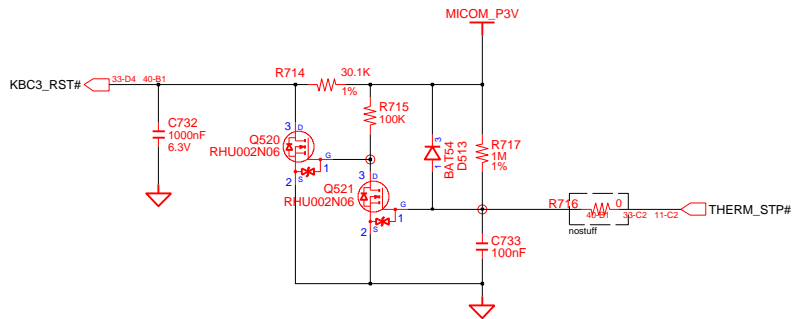 MICOM_P3V
KBC3_RST#
33-D4 40-B1
R714
30.1K
1%
C732
1000nF
6.3V
R715
100K
3
D
Q520
RHU002N06
G
1
2
S
3
D
Q521
RHU002N06
G
1
2
S
3
BAT54
D513
1
R717
1M
1%
R716
0
40-B1
33-C2
11-C2
nostuff
THERM_STP#
C733
100nF